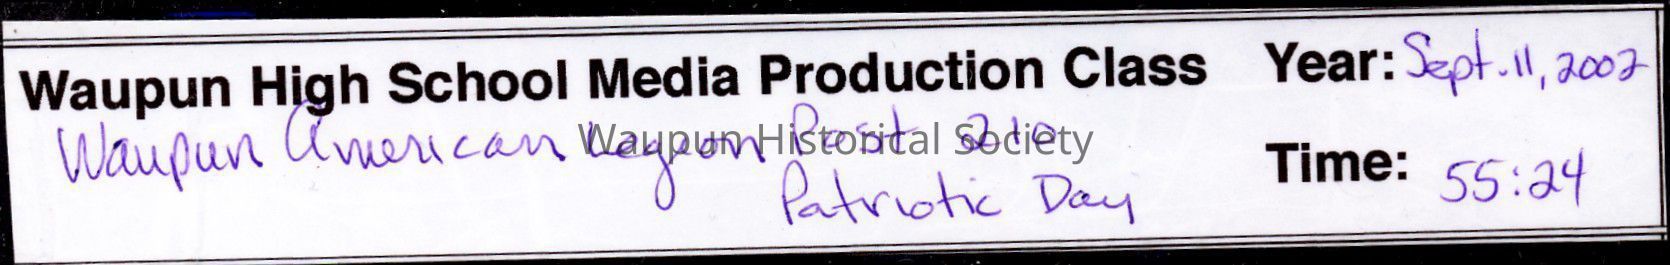 Waupun High School Media Production Class Year: Sept. 11, 2002
Waupun American Legion Post 210
Waupun Historical Society
Patriotic Day
Time: 55:24